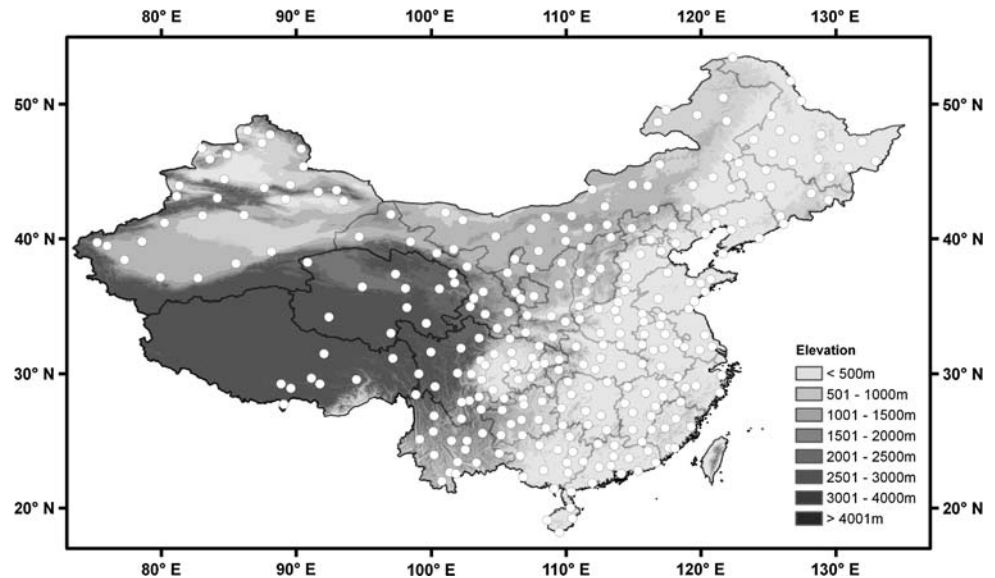 80° E 90° E 100° E 110° E 120° E 130° E
50° N 50° N
40° N 40° N
30° N 30° N
20° N 20° N
Elevation
< 500m
501 - 1000m
1001 - 1500m
1501 - 2000m
2001 - 2500m
2501 - 3000m
3001 - 4000m
> 4001m
80° E 90° E 100° E 110° E 120° E 130° E